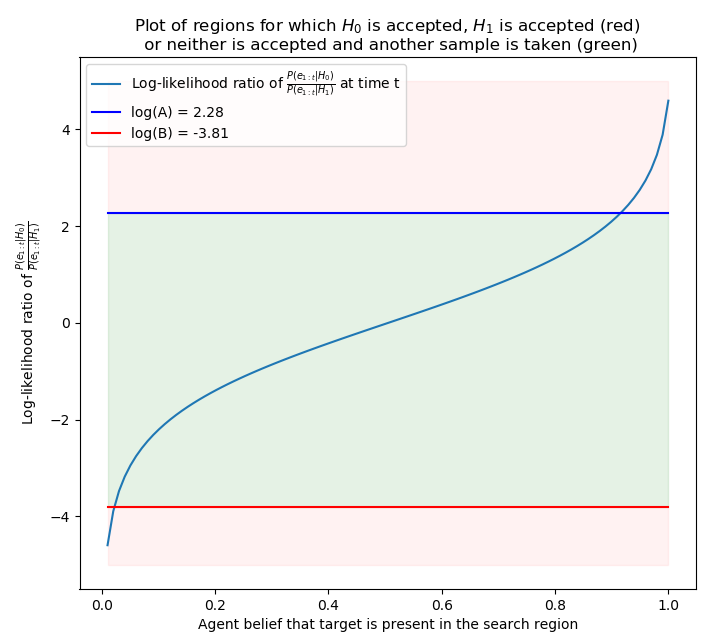 Plot of regions for which H₀ is accepted, H₁ is accepted (red)
or neither is accepted and another sample is taken (green)
Log-likelihood ratio of P(e₁:ₜ|H₀)/P(e₁:ₜ|H₁) at time t
log(A) = 2.28
log(B) = -3.81
Log-likelihood ratio of P(e₁:ₜ|H₀)/P(e₁:ₜ|H₁)
4
2
0
−2
−4
0.0 0.2 0.4 0.6 0.8 1.0
Agent belief that target is present in the search region